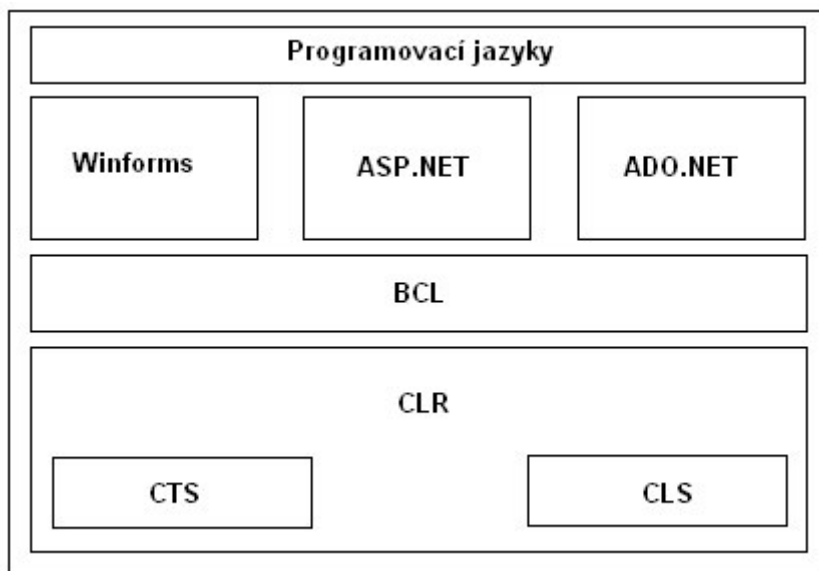 Programovací jazyky
Winforms
ASP.NET
ADO.NET
BCL
CLR
CTS
CLS